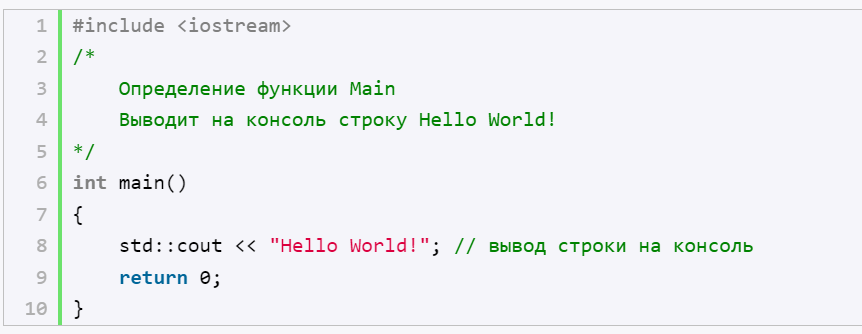 1 #include <iostream>
2 /*
3     Определение функции Main
4     Выводит на консоль строку Hello World!
5 */
6 int main()
7 {
8     std::cout << "Hello World!"; // вывод строки на консоль
9     return 0;
10 }